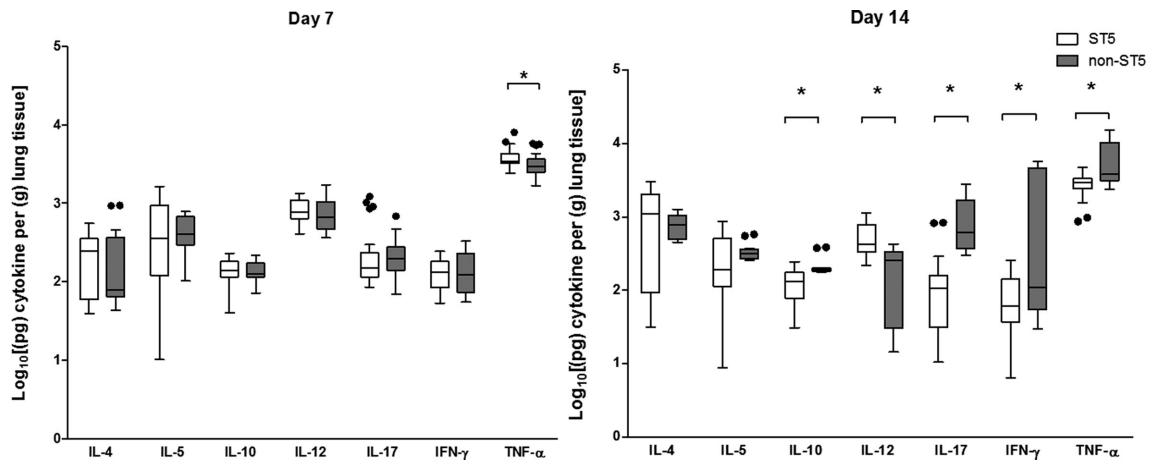 Day 7
Log10[(pg) cytokine per (g) lung tissue]
5
4
3
2
1
0
*
IL-4 IL-5 IL-10 IL-12 IL-17 IFN-γ TNF-α
Day 14
ST5
non-ST5
Log10[(pg) cytokine per (g) lung tissue]
5
4
3
2
1
0
* * * * *
IL-4 IL-5 IL-10 IL-12 IL-17 IFN-γ TNF-α